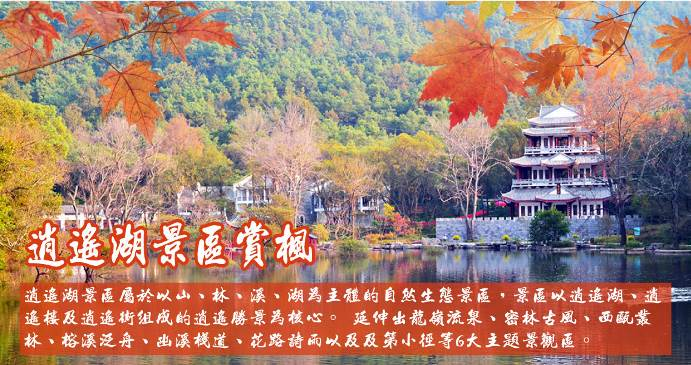 逍遙湖景區賞楓
逍遙湖景區屬於以山、林、溪、湖為主體的自然生態景區，景區以逍遙湖、逍
遙樓及逍遙街組成的逍遙勝景為核心。 延伸出龍嶺流泉、密林古風、西甌叢
林、榕溪泛舟、幽溪棧道、花路詩雨以及及第小徑等6大主題景觀區。